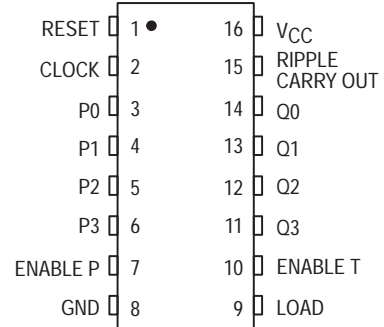 RESET 1 16 VCC
CLOCK 2 15 RIPPLE CARRY OUT
P0 3 14 Q0
P1 4 13 Q1
P2 5 12 Q2
P3 6 11 Q3
ENABLE P 7 10 ENABLE T
GND 8 9 LOAD